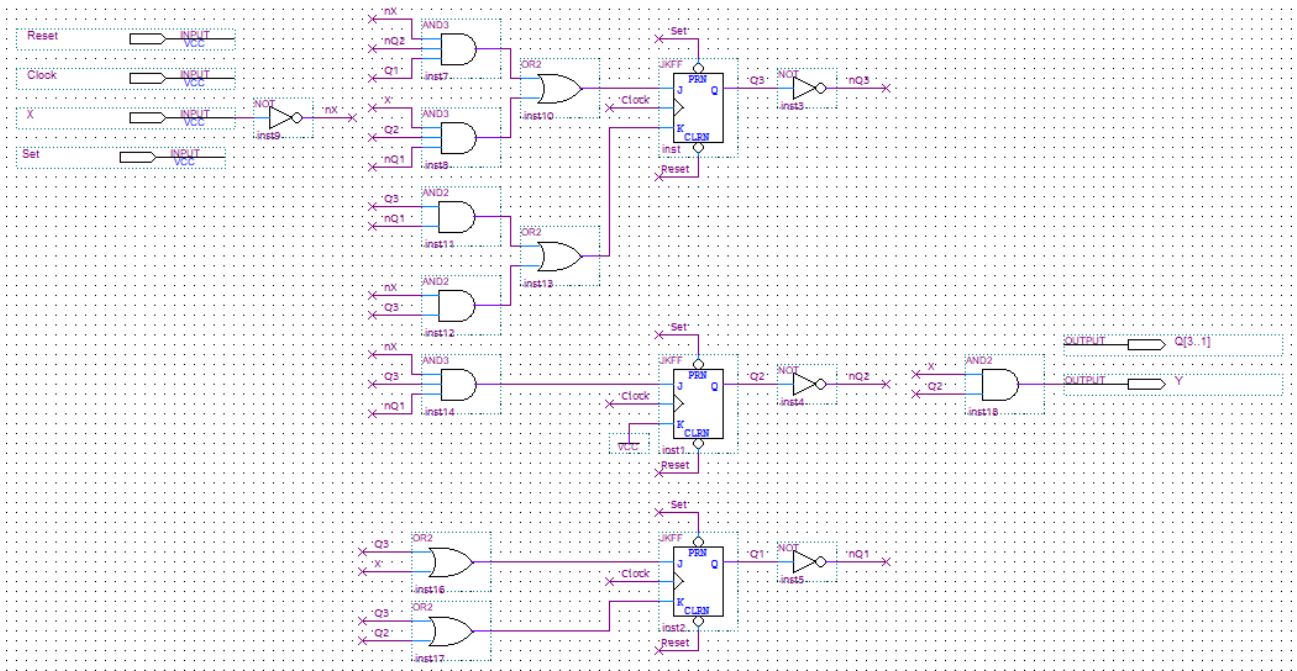 Reset
INPUT
VCC
Clock
INPUT
VCC
X
INPUT
VCC
NOT
nX
inst9
Set
INPUT
VCC
nX
nQ2
Q1
AND3
inst7
X
Q2
nQ1
AND3
inst8
OR2
inst10
Q3
nQ1
AND2
inst11
nX
Q3
AND2
inst12
OR2
inst13
Set
JKFF
PRN
J
Q
Clock
K
CLRN
inst
Reset
Q3
NOT
inst3
nQ3
nX
Q3
nQ1
AND3
inst14
Set
JKFF
PRN
J
Q
Clock
K
CLRN
VCC
inst1
Reset
Q2
NOT
inst4
nQ2
X
Q2
AND2
inst18
OUTPUT
Q[3..1]
OUTPUT
Y
Q3
X
OR2
inst16
Q3
Q2
OR2
inst17
Set
JKFF
PRN
J
Q
Clock
K
CLRN
inst2
Reset
Q1
NOT
inst5
nQ1